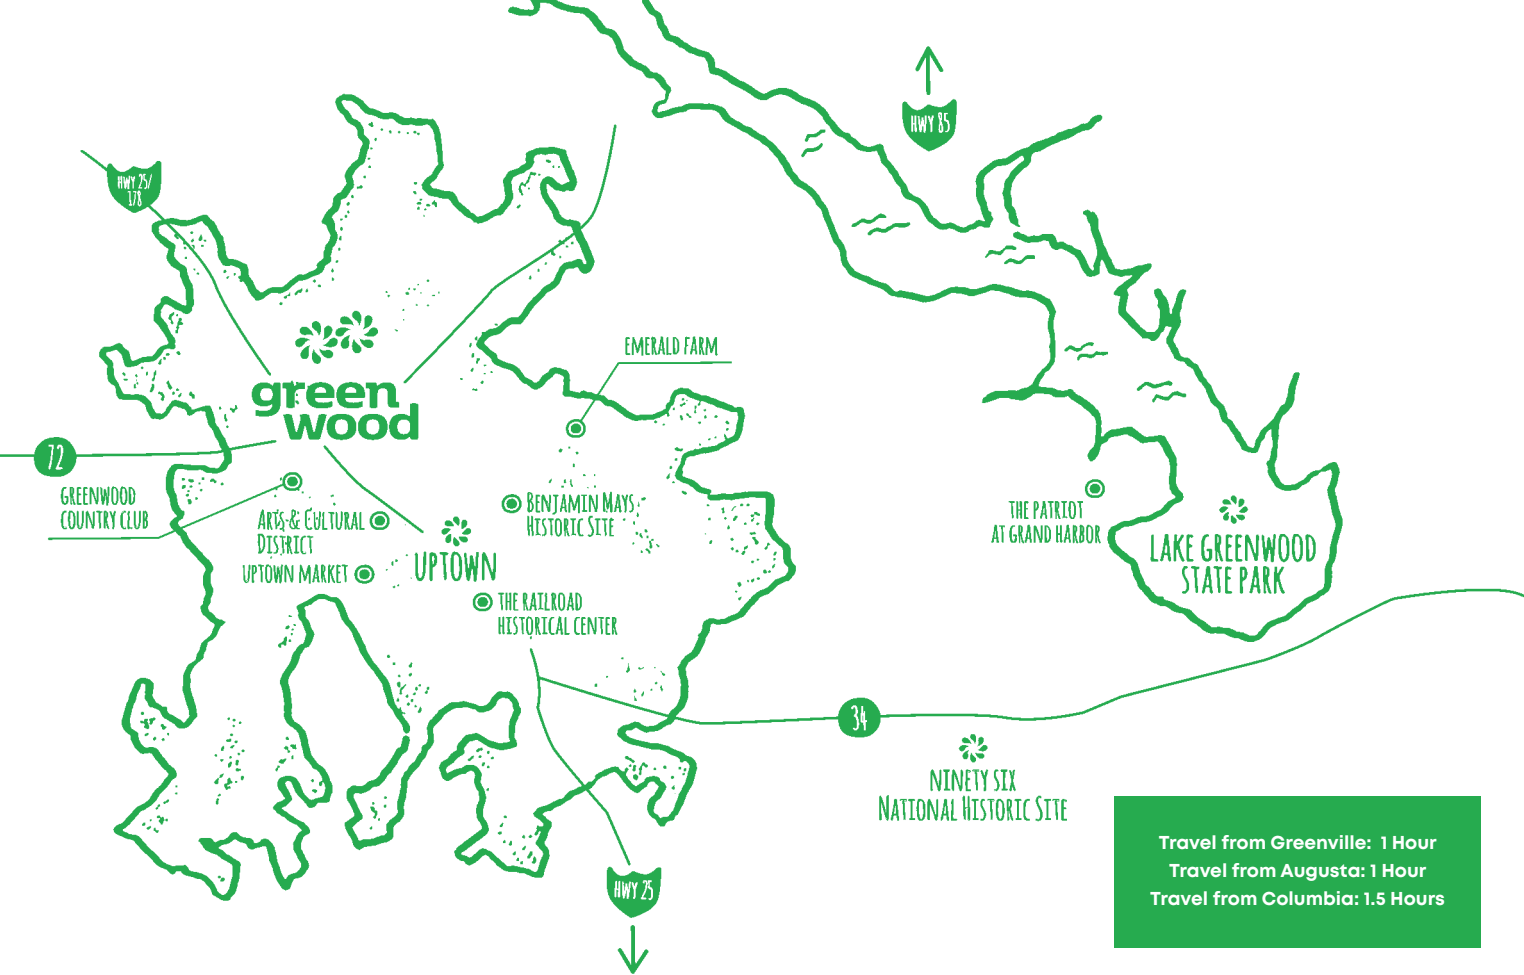 HWY 85
HWY 25/
178
EMERALD FARM
green
wood
72
GREENWOOD
COUNTRY CLUB
ARTS & CULTURAL
DISTRICT
BENJAMIN MAYS
HISTORIC SITE
UPTOWN MARKET
UPTOWN
THE RAILROAD
HISTORICAL CENTER
THE PATRIOT
AT GRAND HARBOR
LAKE GREENWOOD
STATE PARK
34
NINETY SIX
NATIONAL HISTORIC SITE
HWY 25
Travel from Greenville: 1 Hour
Travel from Augusta: 1 Hour
Travel from Columbia: 1.5 Hours